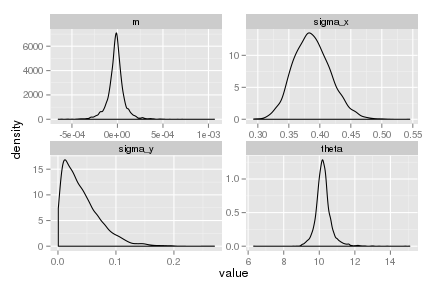 m
sigma_x
6000
4000
2000
0
-5e-04 0e+00 5e-04 1e-03
10
5
0
0.30 0.35 0.40 0.45 0.50 0.55
density
sigma_y
theta
15
10
5
0
0.0 0.1 0.2
1.0
0.5
0.0
6 8 10 12 14
value